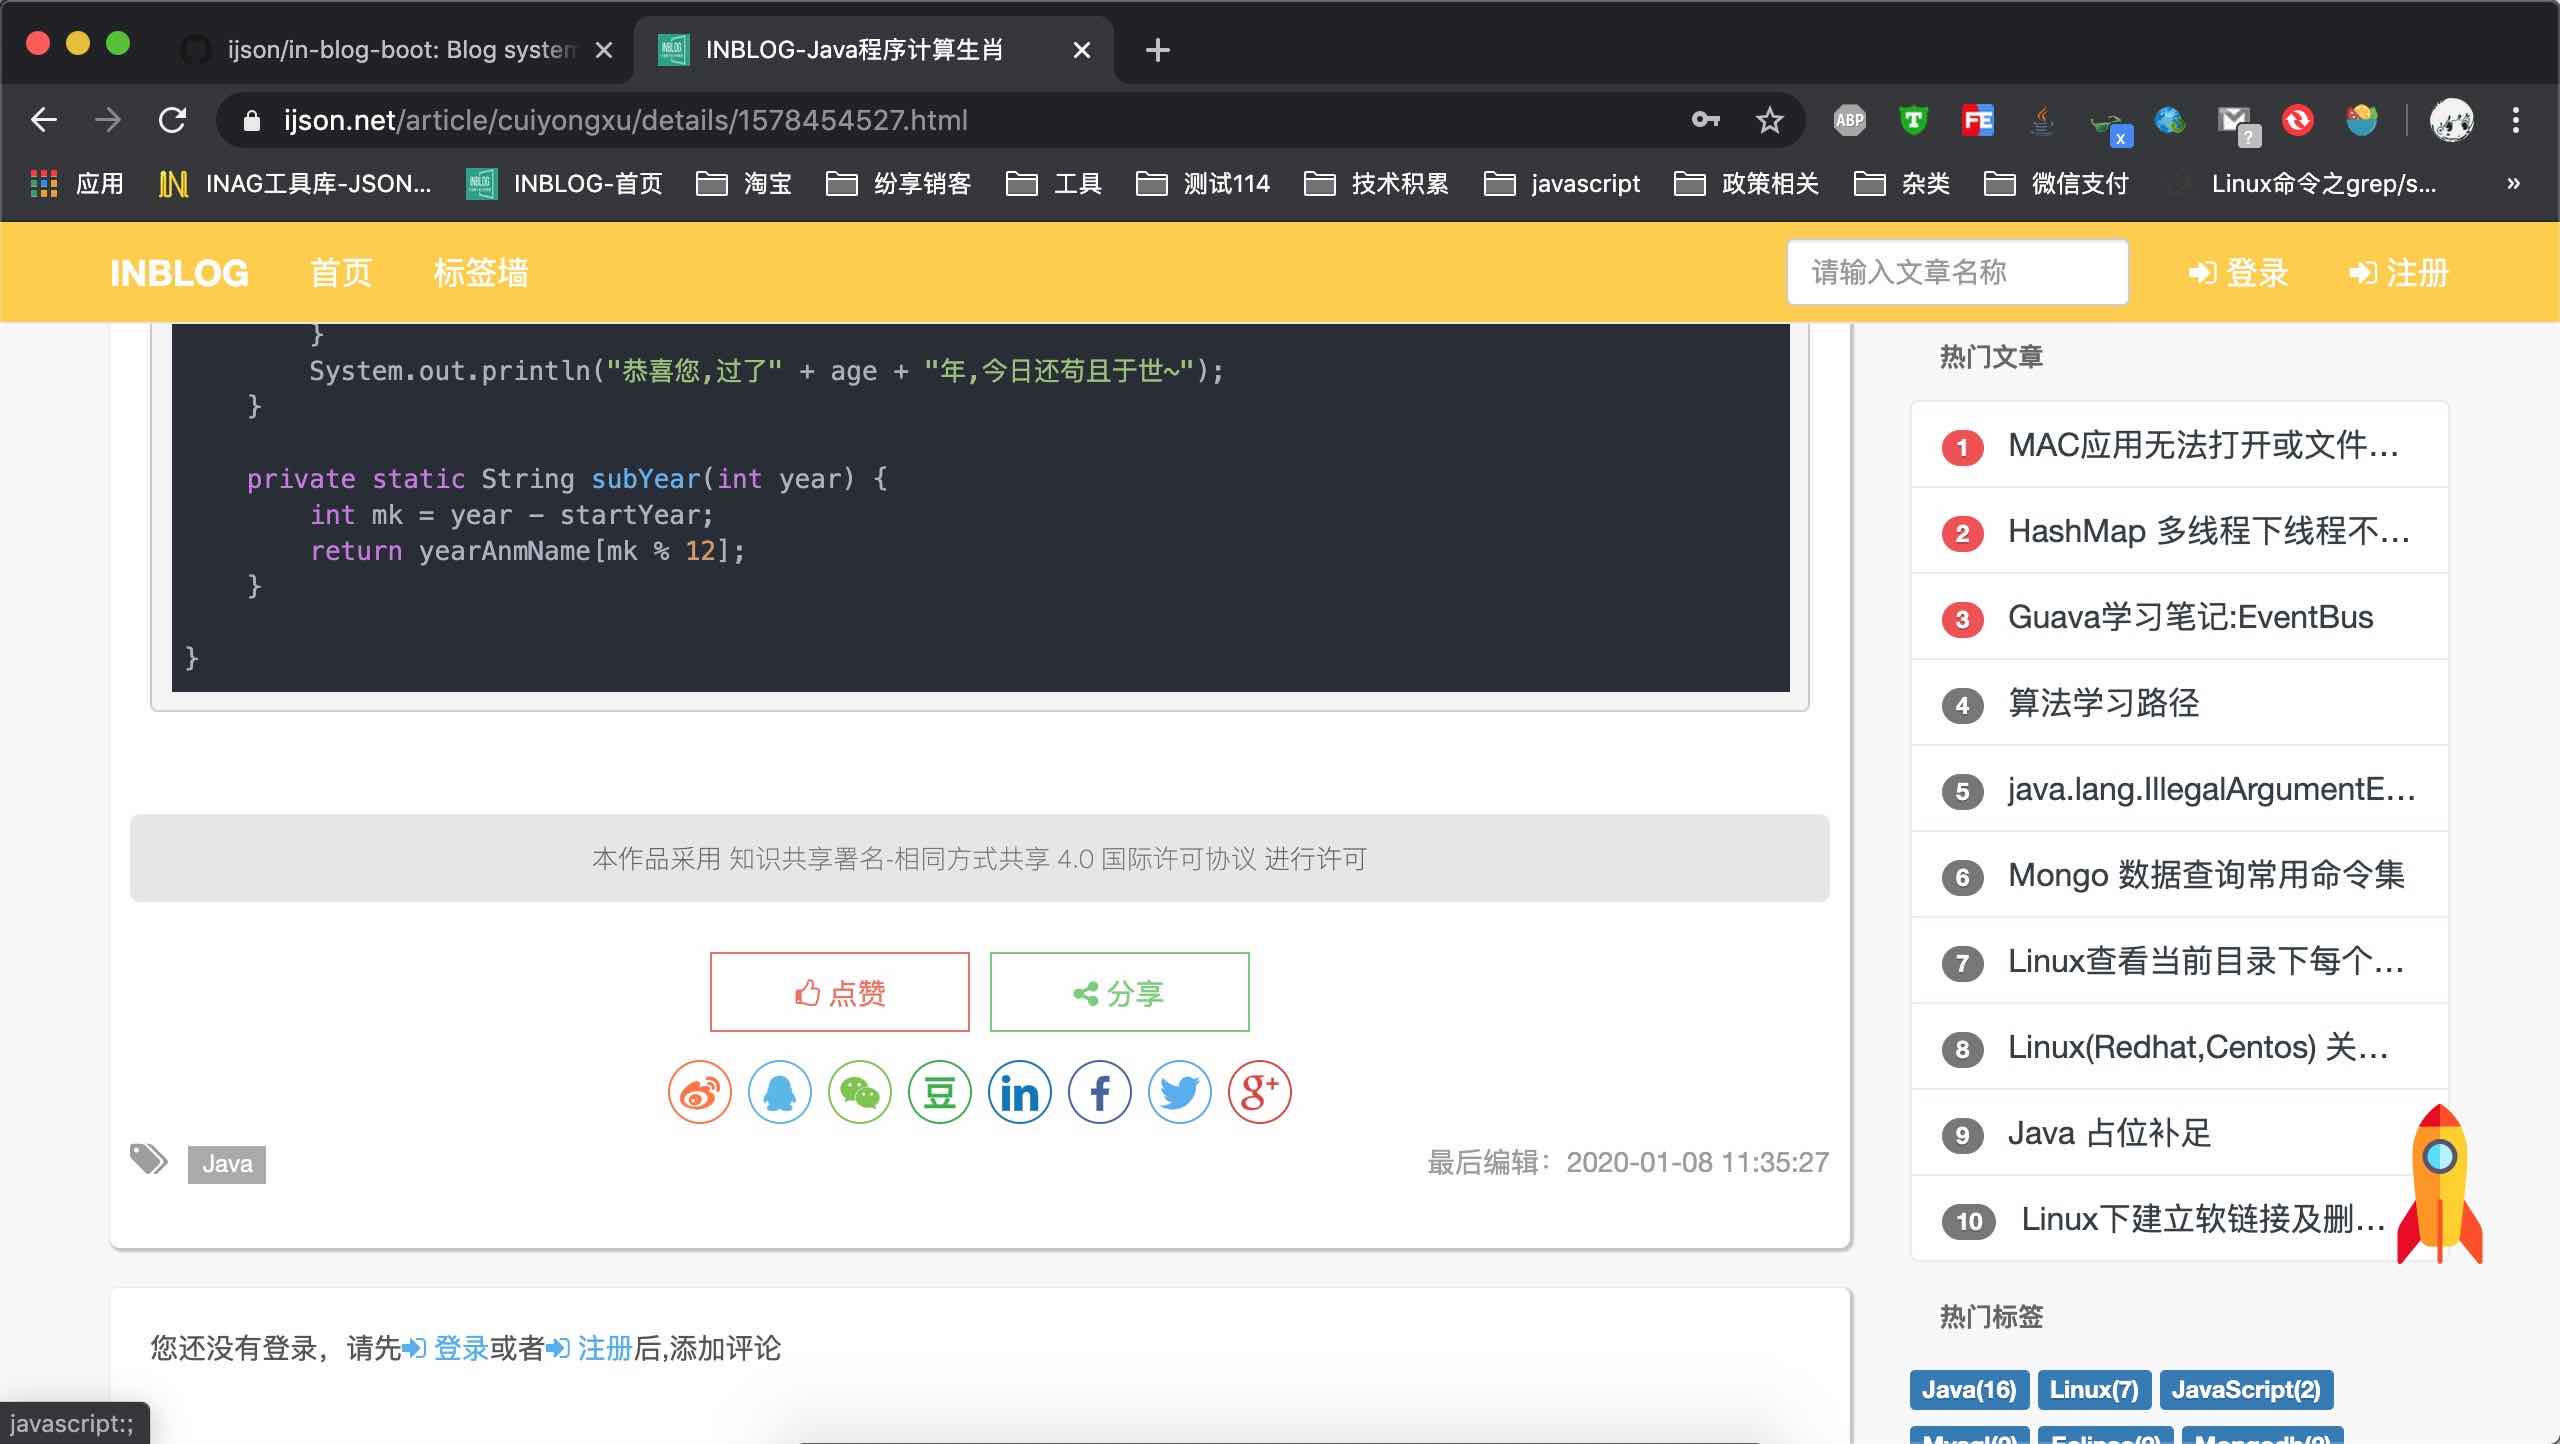 ijson/in-blog-boot: Blog system
INBLOG-Java程序计算生肖
ijson.net/article/cuiyongxu/details/1578454527.html
ABP
T
FE
x
?
应用
INAG工具库-JSON...
INBLOG-首页
淘宝
纷享销客
工具
测试114
技术积累
javascript
政策相关
杂类
微信支付
Linux命令之grep/s...
»
INBLOG
首页
标签墙
请输入文章名称
登录
注册
}
System.out.println("恭喜您,过了" + age + "年,今日还苟且于世~");
}
private static String subYear(int year) {
int mk = year - startYear;
return yearAnmName[mk % 12];
}
}
本作品采用 知识共享署名-相同方式共享 4.0 国际许可协议 进行许可
点赞
分享
豆
in
f
g+
Java
最后编辑：2020-01-08 11:35:27
您还没有登录，请先 登录或者 注册后,添加评论
javascript:;
热门文章
1 MAC应用无法打开或文件...
2 HashMap 多线程下线程不...
3 Guava学习笔记:EventBus
4 算法学习路径
5 java.lang.IllegalArgumentE...
6 Mongo 数据查询常用命令集
7 Linux查看当前目录下每个...
8 Linux(Redhat,Centos) 关...
9 Java 占位补足
10 Linux下建立软链接及删...
热门标签
Java(16) Linux(7) JavaScript(2)